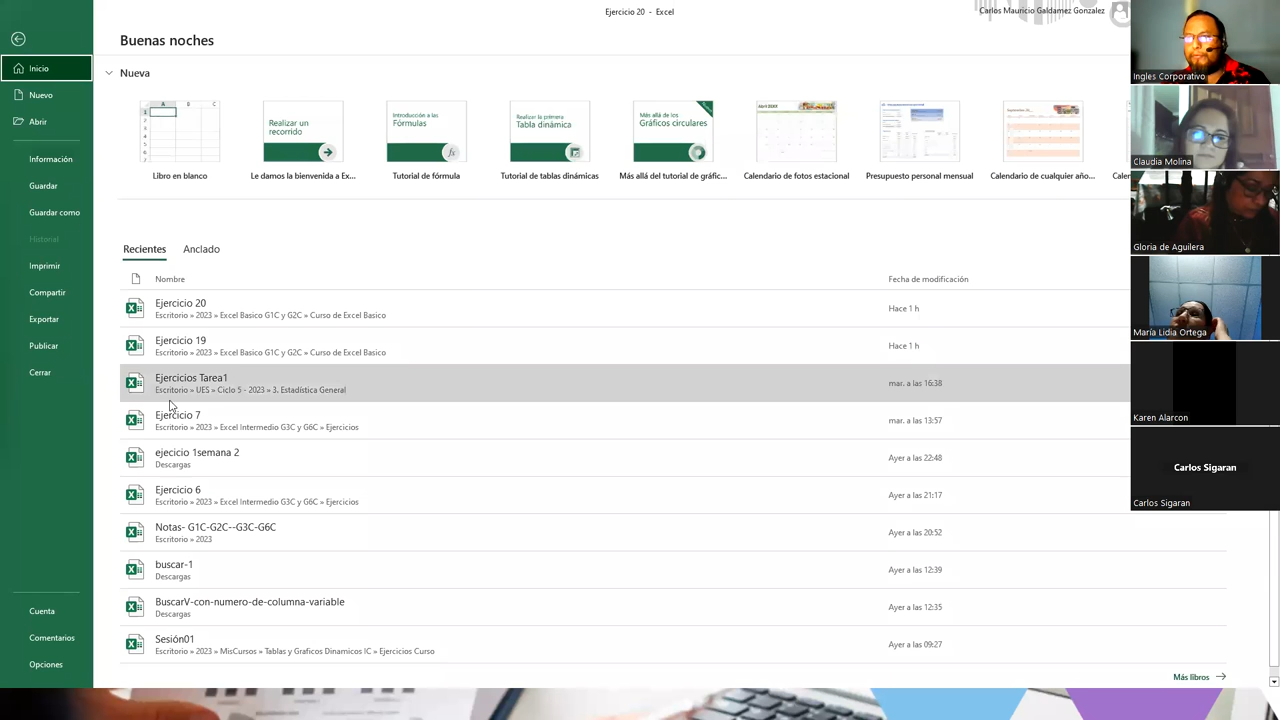 Ejercicio 20 - Excel
Carlos Mauricio Galdamez Gonzalez
Buenas noches
Inicio
Nuevo
Abrir
Información
Guardar
Guardar como
Historial
Imprimir
Compartir
Exportar
Publicar
Cerrar
Cuenta
Comentarios
Opciones
Nueva
A B C
Realizar un
recorrido
Introducción a las
Fórmulas
fx
Realizar la primera
Tabla dinámica
Más allá de los
Gráficos circulares
Libro en blanco
Le damos la bienvenida a Ex...
Tutorial de fórmula
Tutorial de tablas dinámicas
Más allá del tutorial de gráfic...
Calendario de fotos estacional
Presupuesto personal mensual
Calendario de cualquier año...
Recientes Anclado
Nombre Fecha de modificación
Ejercicio 20
Escritorio » 2023 » Excel Basico G1C y G2C » Curso de Excel Basico
Hace 1 h
Ejercicio 19
Escritorio » 2023 » Excel Basico G1C y G2C » Curso de Excel Basico
Hace 1 h
Ejercicios Tarea1
Escritorio » UES » Ciclo 5 - 2023 » 3. Estadística General
mar. a las 16:38
Ejercicio 7
Escritorio » 2023 » Excel Intermedio G3C y G6C » Ejercicios
mar. a las 13:57
ejecicio 1semana 2
Descargas
Ayer a las 22:48
Ejercicio 6
Escritorio » 2023 » Excel Intermedio G3C y G6C » Ejercicios
Ayer a las 21:17
Notas- G1C-G2C--G3C-G6C
Escritorio » 2023
Ayer a las 20:52
buscar-1
Descargas
Ayer a las 12:39
BuscarV-con-numero-de-columna-variable
Descargas
Ayer a las 12:35
Sesión01
Escritorio » 2023 » MisCursos » Tablas y Graficos Dinamicos IC » Ejercicios Curso
Ayer a las 09:27
Más libros
Ingles Corporativo
Claudia Molina
Gloria de Aguilera
María Lidia Ortega
Karen Alarcon
Carlos Sigaran
Carlos Sigaran